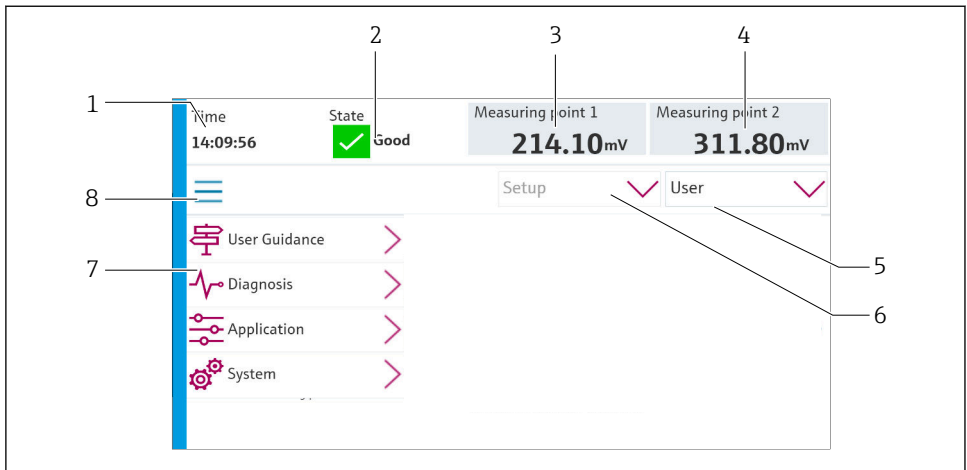 2 3 4
1
Time State Measuring point 1 Measuring point 2
14:09:56 Good 214.10mV 311.80mV
8 Setup User
User Guidance
7 Diagnosis 5
Application 6
System